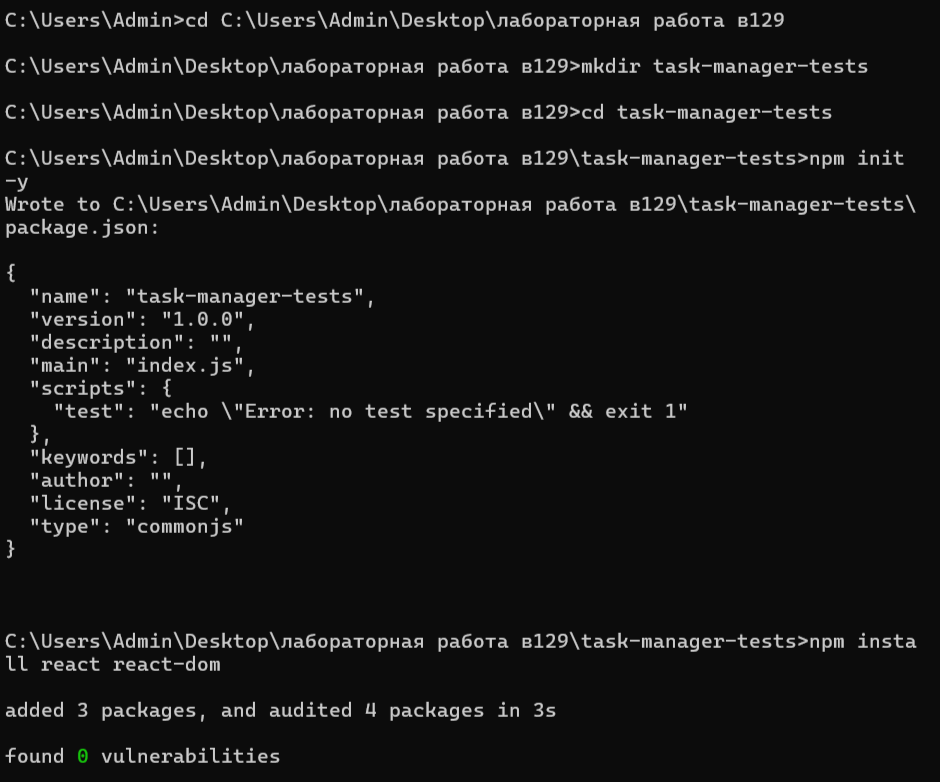 C:\Users\Admin>cd C:\Users\Admin\Desktop\лабораторная работа в129
C:\Users\Admin\Desktop\лабораторная работа в129>mkdir task-manager-tests
C:\Users\Admin\Desktop\лабораторная работа в129>cd task-manager-tests
C:\Users\Admin\Desktop\лабораторная работа в129\task-manager-tests>npm init
-y
Wrote to C:\Users\Admin\Desktop\лабораторная работа в129\task-manager-tests\
package.json:
{
  "name": "task-manager-tests",
  "version": "1.0.0",
  "description": "",
  "main": "index.js",
  "scripts": {
    "test": "echo \"Error: no test specified\" && exit 1"
  },
  "keywords": [],
  "author": "",
  "license": "ISC",
  "type": "commonjs"
}
C:\Users\Admin\Desktop\лабораторная работа в129\task-manager-tests>npm insta
ll react react-dom
added 3 packages, and audited 4 packages in 3s
found 0 vulnerabilities